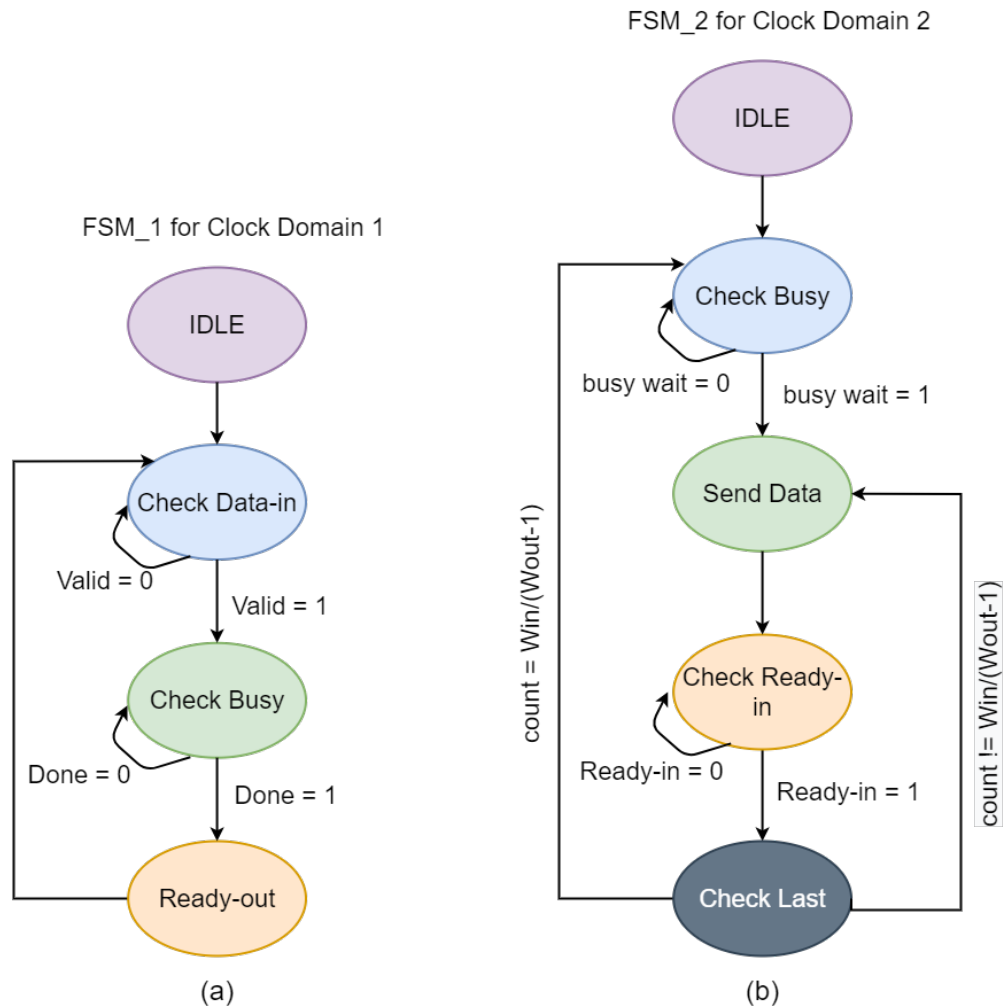 FSM_1 for Clock Domain 1
IDLE
Check Data-in
Valid = 0
Valid = 1
Check Busy
Done = 0
Done = 1
Ready-out
(a)
FSM_2 for Clock Domain 2
IDLE
Check Busy
busy wait = 0
busy wait = 1
Send Data
count = Win/(Wout-1)
count != Win/(Wout-1)
Check Ready-
in
Ready-in = 0
Ready-in = 1
Check Last
(b)